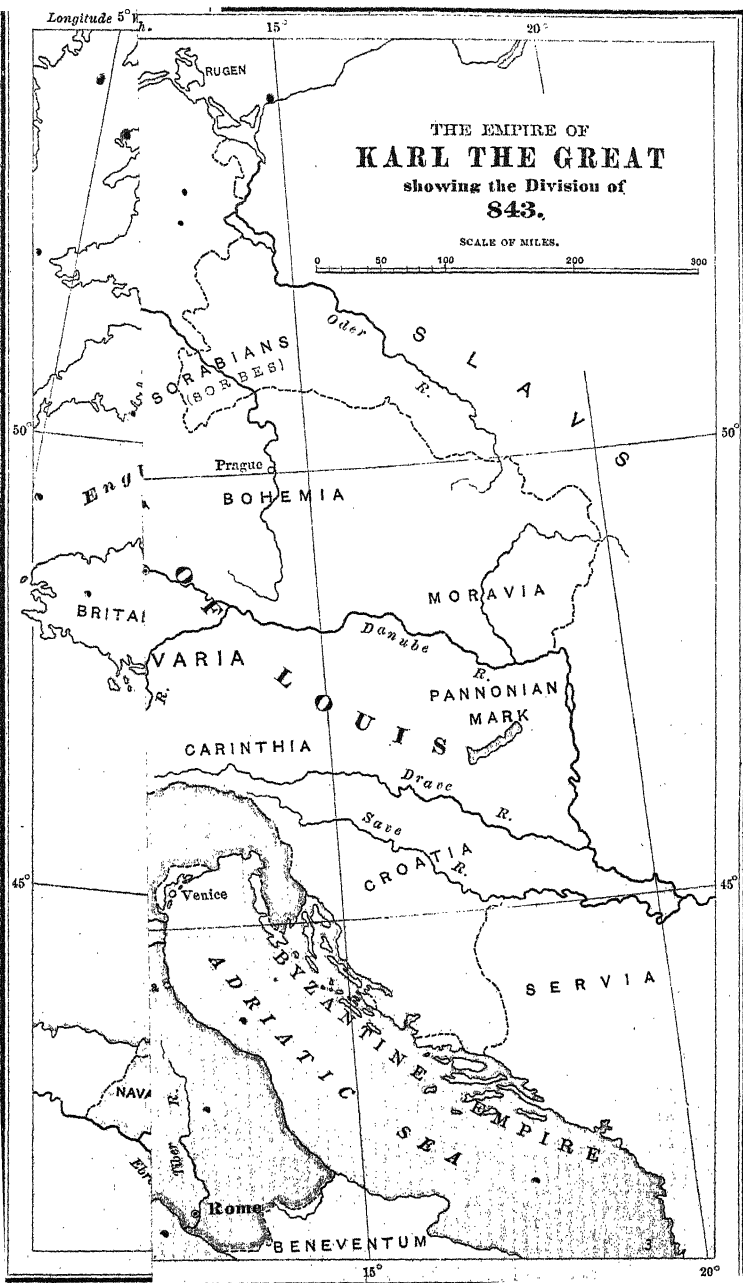 Longitude 5°
15°
20°
RUGEN
THE EMPIRE OF
KARL THE GREAT
showing the Division of
843.
SCALE OF MILES.
0 50 100 200 300
Oder
R.
SLAVS
SORABIANS
(SORBES)
50°
50°
Prague
Engl
BOHEMIA
OF
MORAVIA
BRITAI
Danube
R.
VARIA
R.
LOUIS
PANNONIAN
MARK
CARINTHIA
Drave
R.
Save
R.
CROATIA
45°
45°
Venice
SERVIA
ADRIATIC
SEA
BYZANTINE EMPIRE
NAVA
R.
Tiber
Ebr
Rome
BENEVENTUM
15°
20°